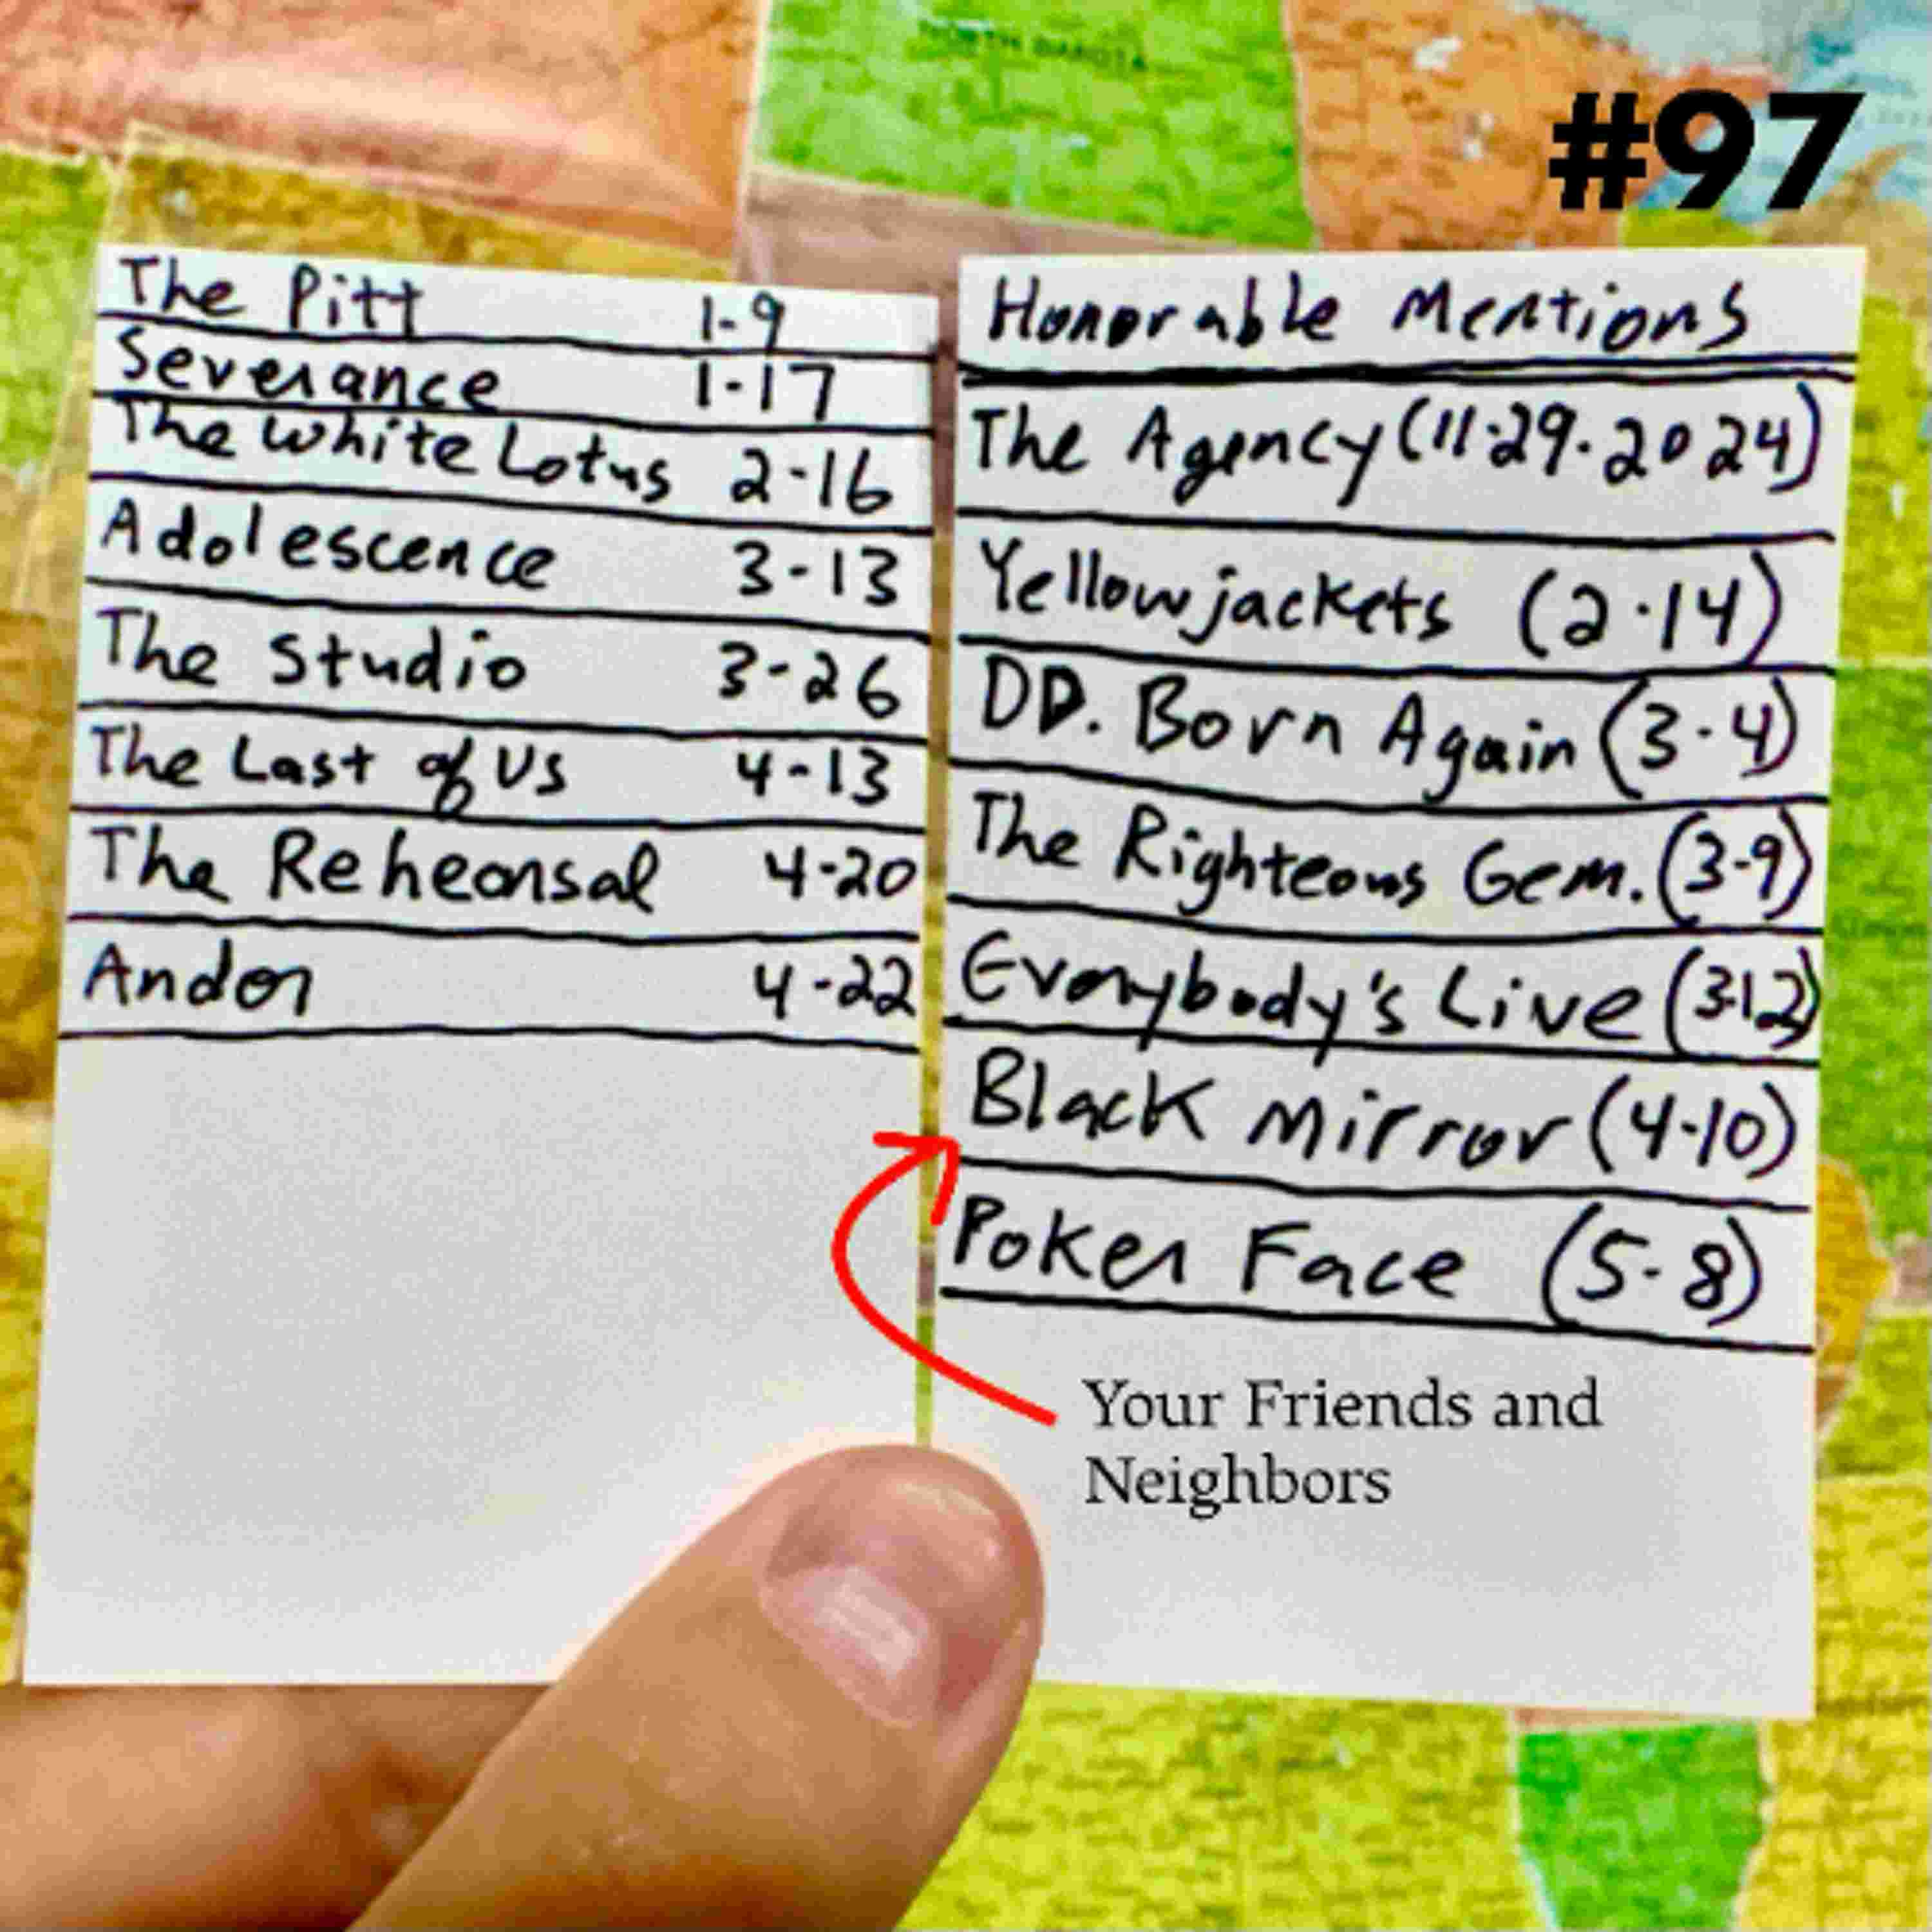 NORTH DAKOTA
#97
The Pitt 1-9
Severance 1-17
The White Lotus 2-16
Adolescence 3-13
The Studio 3-26
The Last of Us 4-13
The Rehearsal 4-20
Andor 4-22
Honorable Mentions
The Agency (11.29.2024)
Yellowjackets (2.14)
DD. Born Again (3.4)
The Righteous Gem. (3-9)
Everybody's Live (3.12)
Black Mirror (4.10)
Poker Face (5.8)
Your Friends and
Neighbors